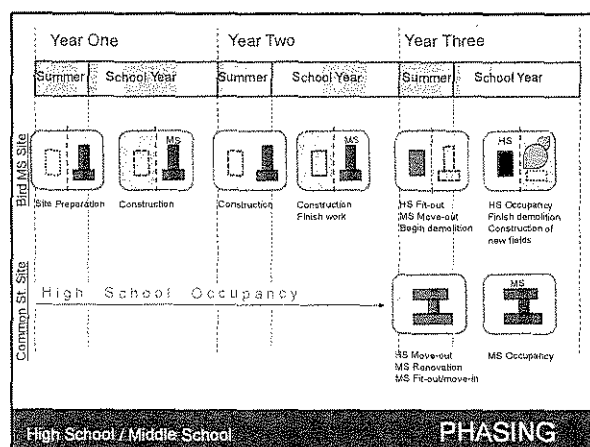 Year One
Year Two
Year Three
Summer
School Year
Summer
School Year
Summer
School Year
Bird MS Site
MS
MS
HS
Site Preparation
Construction
Construction
Construction
Finish work
HS Fit-out
MS Move-out
Begin demolition
HS Occupancy
Finish demolition
Construction of
new fields
Common St. Site
High School Occupancy
MS
HS Move-out
MS Renovation
MS Fit-out/move-in
MS Occupancy
High School / Middle School
PHASING